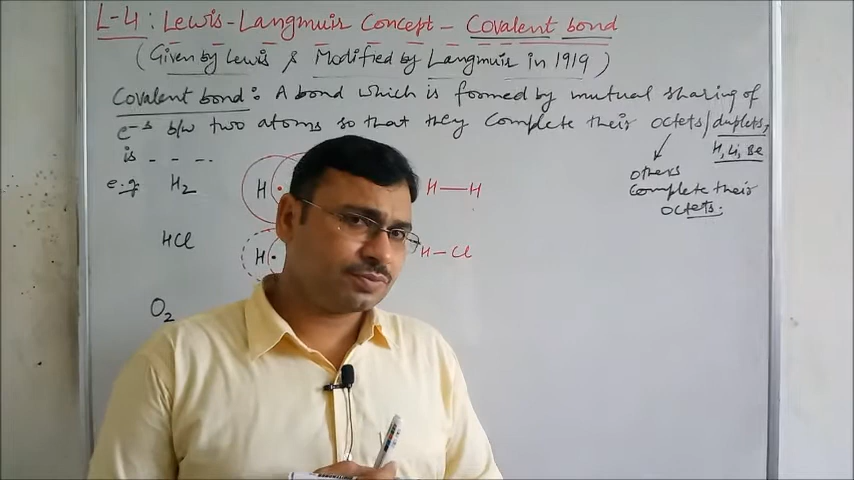 L-4: Lewis-Langmuir Concept - Covalent bond
(Given by Lewis & Modified by Langmuir in 1919)
Covalent bond: A bond which is formed by mutual sharing of
e-s b/w two atoms so that they complete their octets/duplets,
is - - - .
H, Li, Be
others
complete their
octets.
e.g. H2 H H—H
HCl H H—Cl
O2